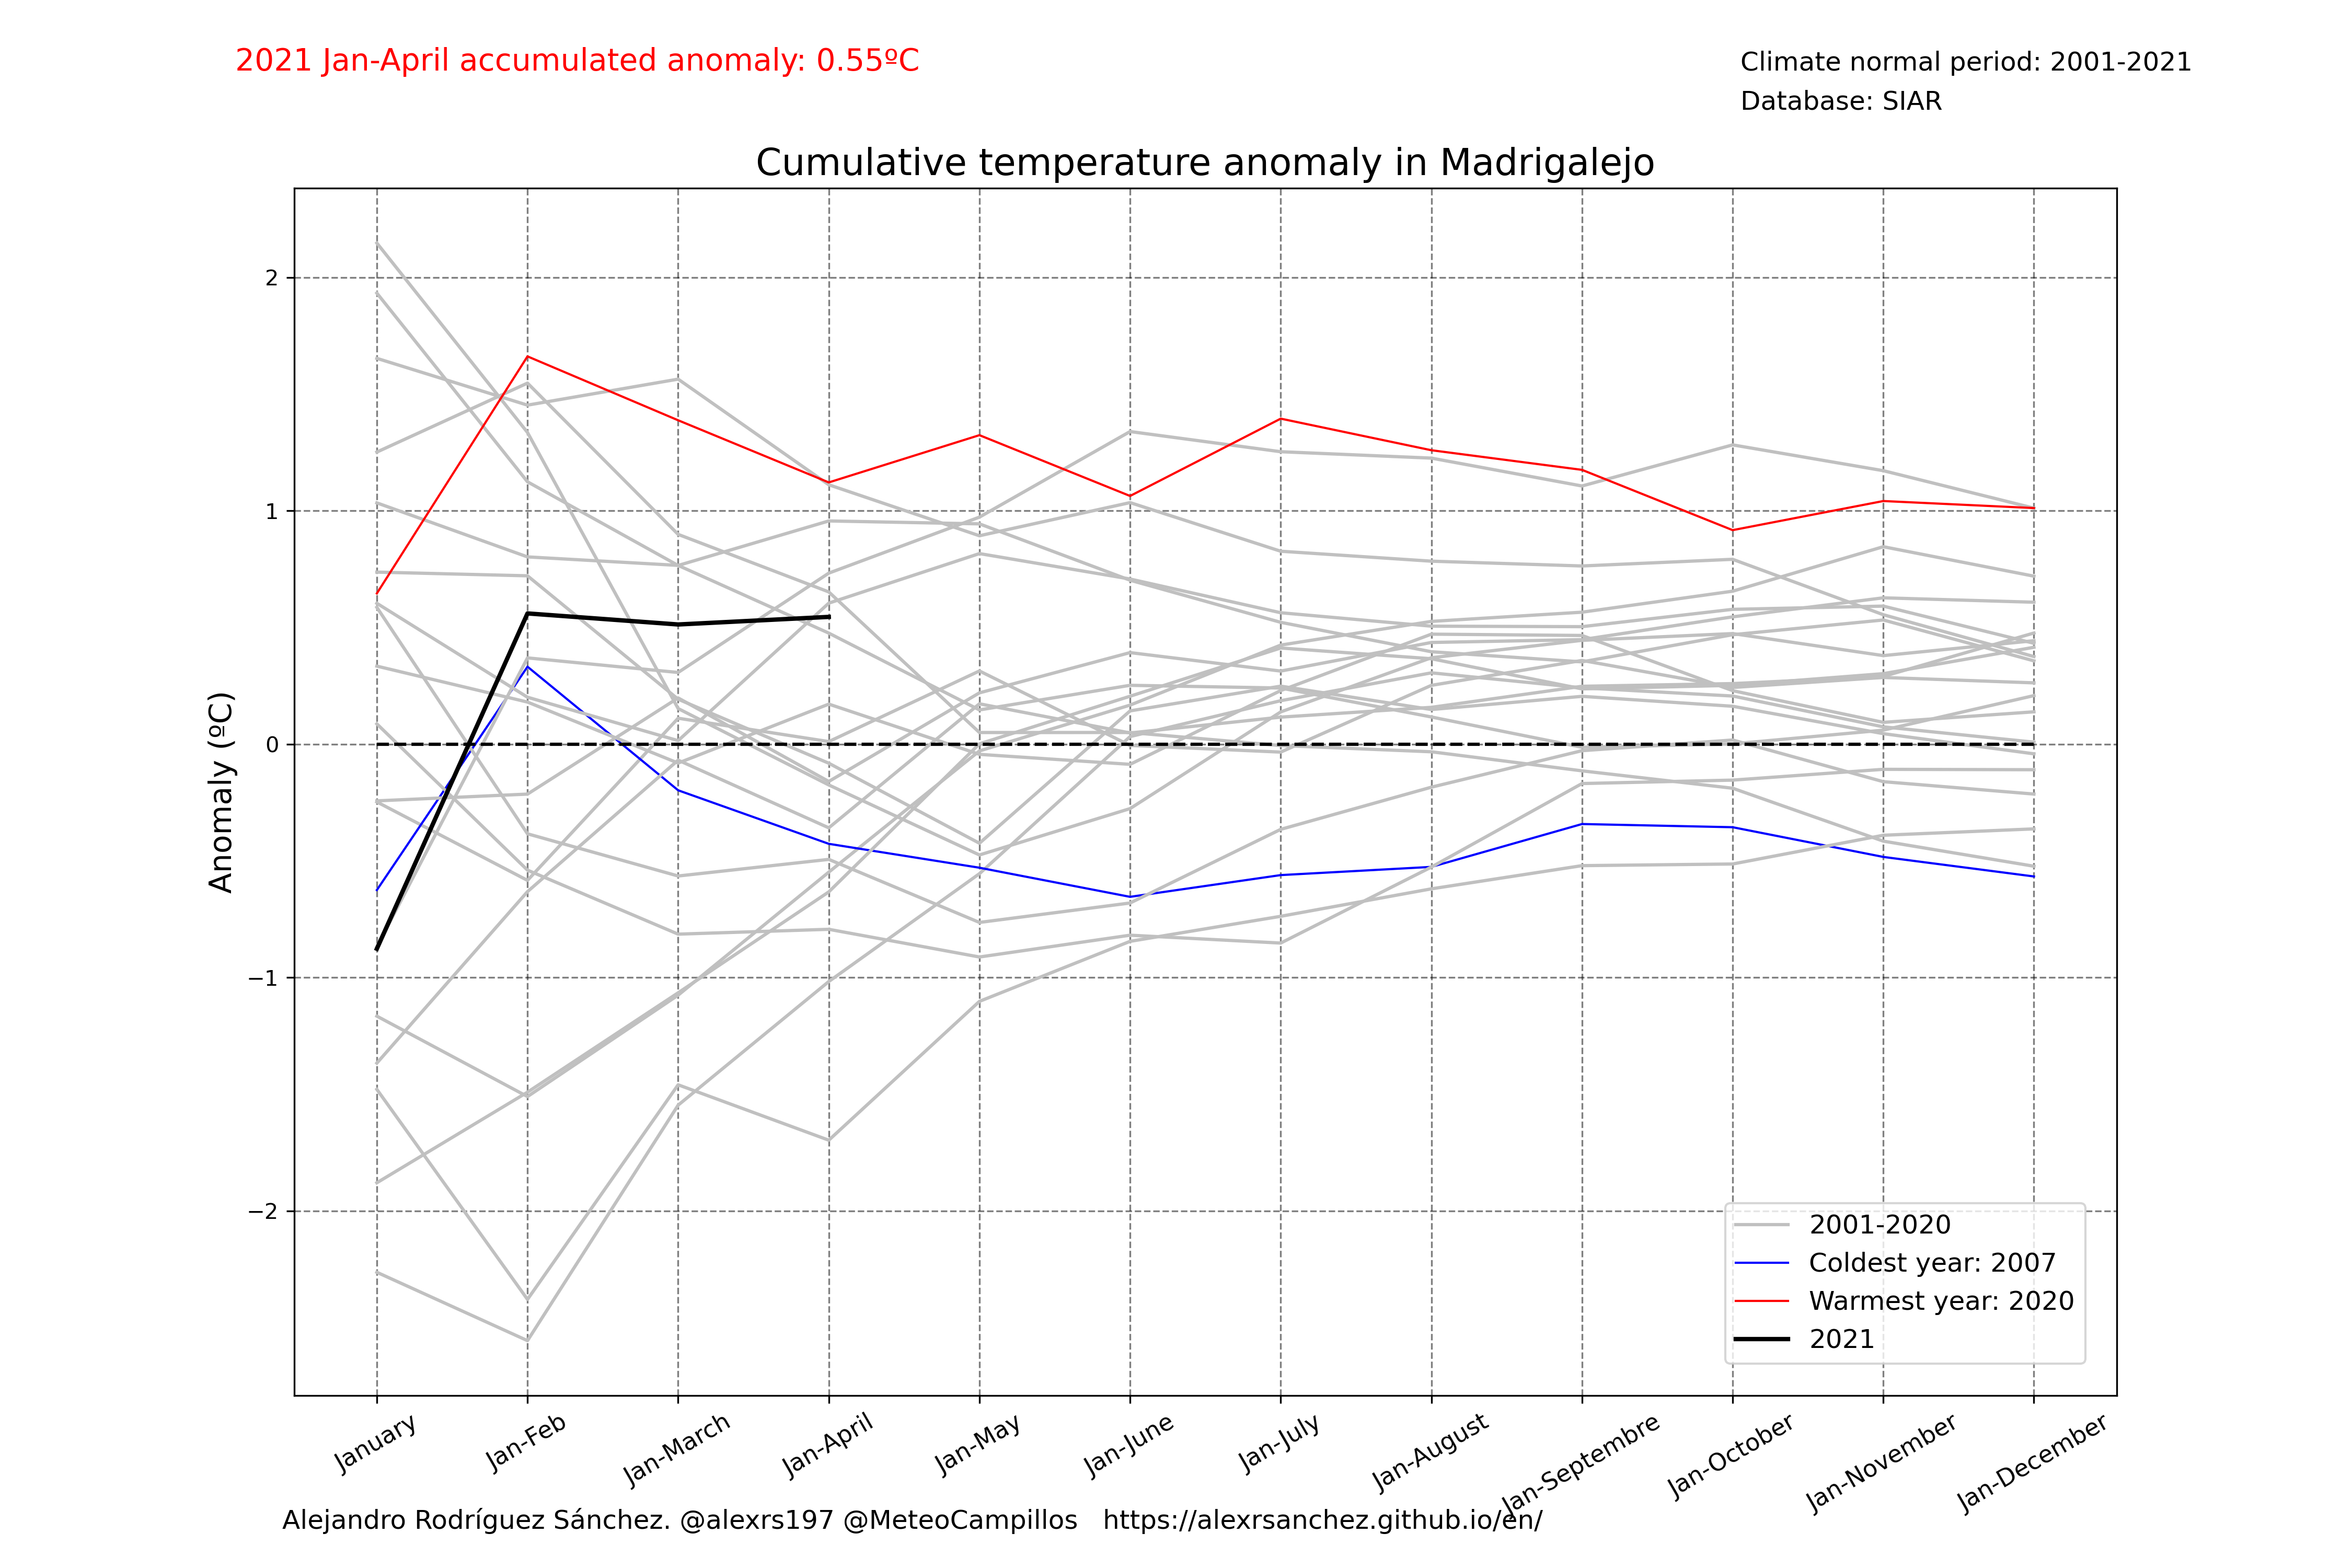 2021 Jan-April accumulated anomaly: 0.55ºC
Climate normal period: 2001-2021
Database: SIAR
Cumulative temperature anomaly in Madrigalejo
Anomaly (ºC)
2
1
0
−1
−2
2001-2020
Coldest year: 2007
Warmest year: 2020
2021
January
Jan-Feb
Jan-March
Jan-April
Jan-May
Jan-June
Jan-July
Jan-August
Jan-Septembre
Jan-October
Jan-November
Jan-December
Alejandro Rodríguez Sánchez. @alexrs197 @MeteoCampillos https://alexrsanchez.github.io/en/